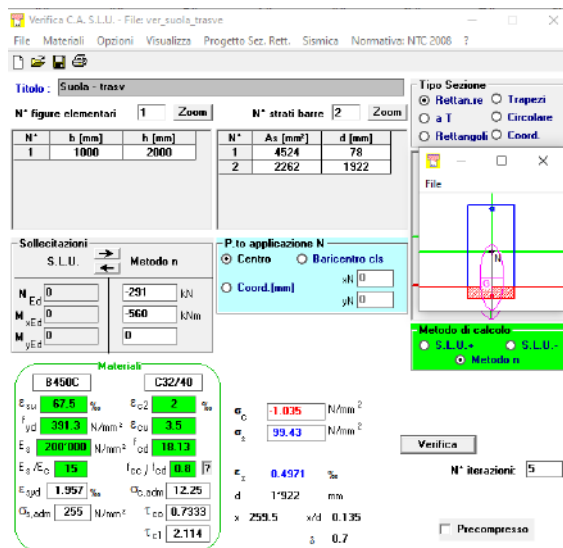 Verifica C.A. S.L.U. - File: ver_suola_trasve
File Materiali Opzioni Visualizza Progetto Sez. Rett. Sismica Normativa: NTC 2008 ?
Titolo : Suola - trasv
N° figure elementari 1 Zoom N° strati barre 2 Zoom
N° b [mm] h [mm]
1 1000 2000
N° As [mm²] d [mm]
1 4524 78
2 2262 1922
Tipo Sezione
Rettan.re Trapezi
a T Circolare
Rettangoli Coord.
File
N
Sollecitazioni
S.L.U. Metodo n
N Ed 0 -291 kN
M xEd 0 -560 kNm
M yEd 0 0
P.to applicazione N
Centro Baricentro cls
Coord.[mm] xN 0
yN 0
Metodo di calcolo
S.L.U.+ S.L.U.-
Metodo n
Materiali
B450C C32/40
εsu 67.5 ‰ εc2 2 ‰
fyd 391.3 N/mm² εcu 3.5
Es 200'000 N/mm² fcd 18.13
Es/Ec 15 fcc / fcd 0.8 ?
εsyd 1.957 ‰ σc,adm 12.25
σs,adm 255 N/mm² τco 0.7333
τc1 2.114
σc -1.035 N/mm²
σs 99.43 N/mm²
εs 0.4971 ‰
d 1'922 mm
x 259.5 x/d 0.135
δ 0.7
Verifica
N° iterazioni: 5
Precompresso